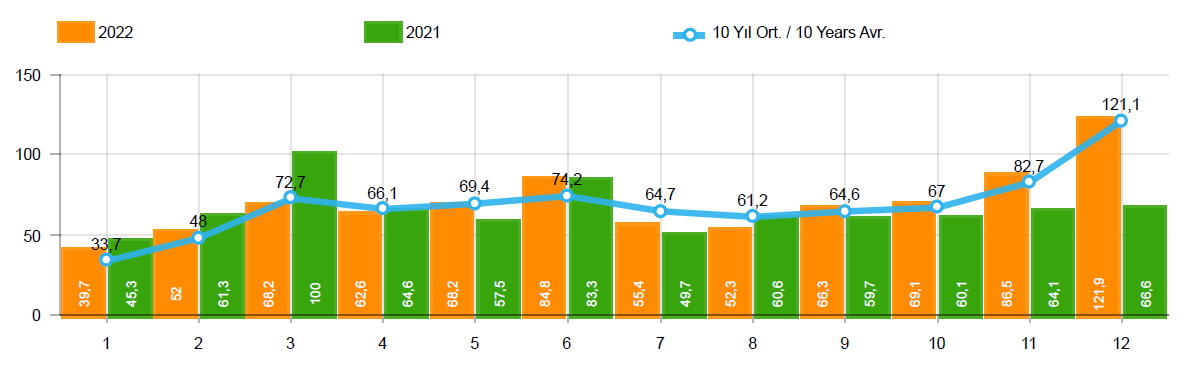 2022 2021 10 Yıl Ort. / 10 Years Avr.
150
100
50
0
33,7 48 72,7 66,1 69,4 74,2 64,7 61,2 64,6 67 82,7 121,1
39,7 45,3 52 61,3 68,2 100 62,6 64,6 68,2 57,5 84,8 83,3 55,4 49,7 52,3 60,6 66,3 59,7 69,1 60,1 86,5 64,1 121,9 66,6
1 2 3 4 5 6 7 8 9 10 11 12